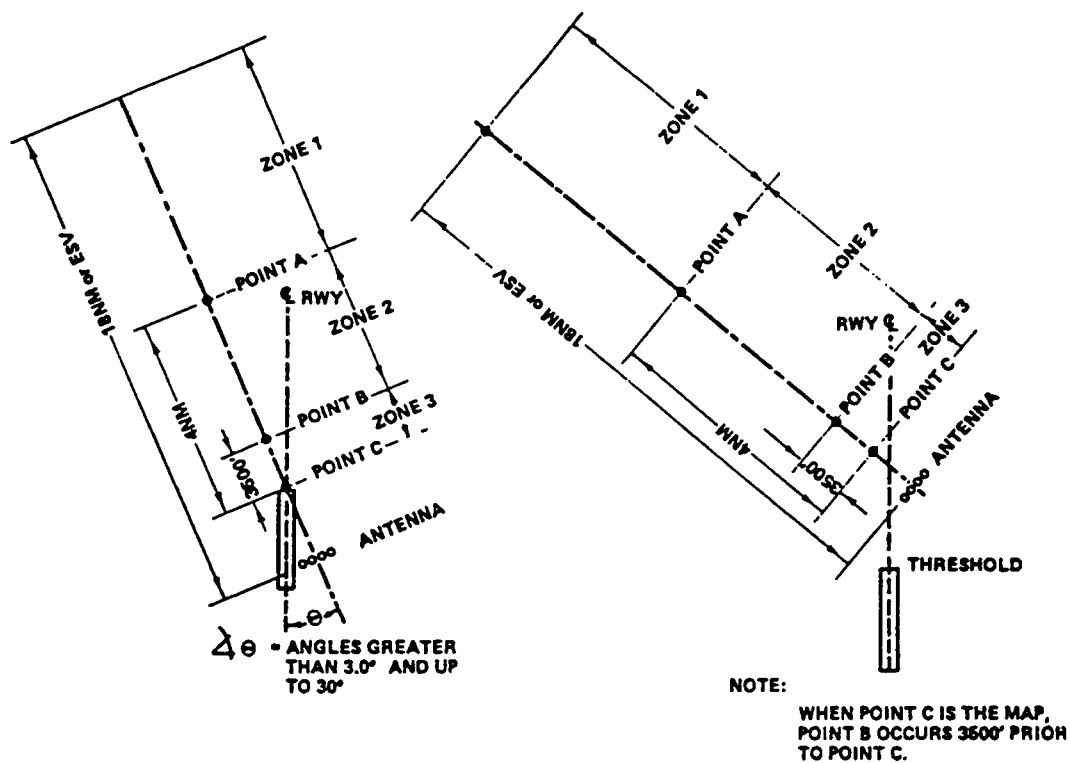 ZONE 1
POINT A
℄ RWY
ZONE 2
18NM or ESV
4NM
POINT B
ZONE 3
3500'
POINT C
ANTENNA
θ
∡ θ = ANGLES GREATER
THAN 3.0° AND UP
TO 30°
ZONE 1
POINT A
ZONE 2
18NM or ESV
RWY ℄
ZONE 3
POINT B
POINT C
4NM
3500'
ANTENNA
THRESHOLD
NOTE:
WHEN POINT C IS THE MAP,
POINT B OCCURS 3500' PRIOR
TO POINT C.